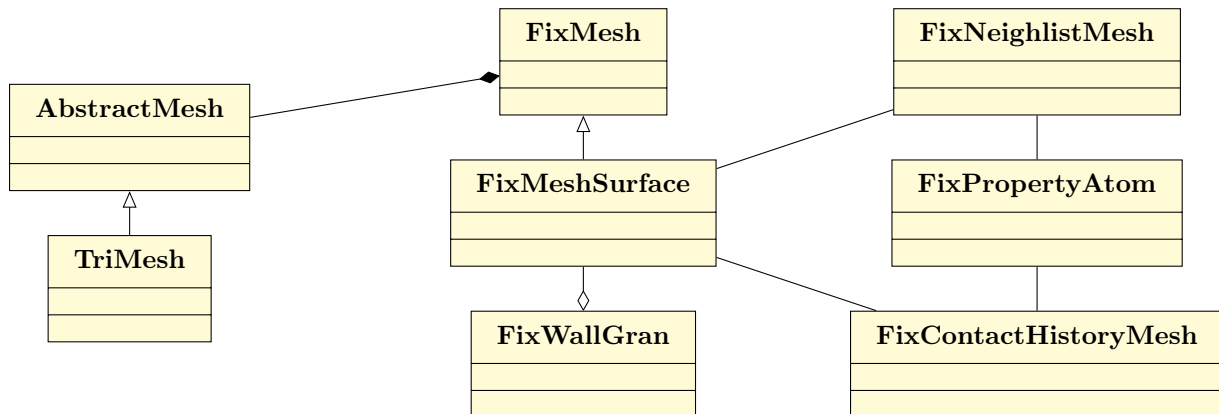 FixMesh
FixNeighlistMesh
AbstractMesh
FixMeshSurface
FixPropertyAtom
TriMesh
FixWallGran
FixContactHistoryMesh